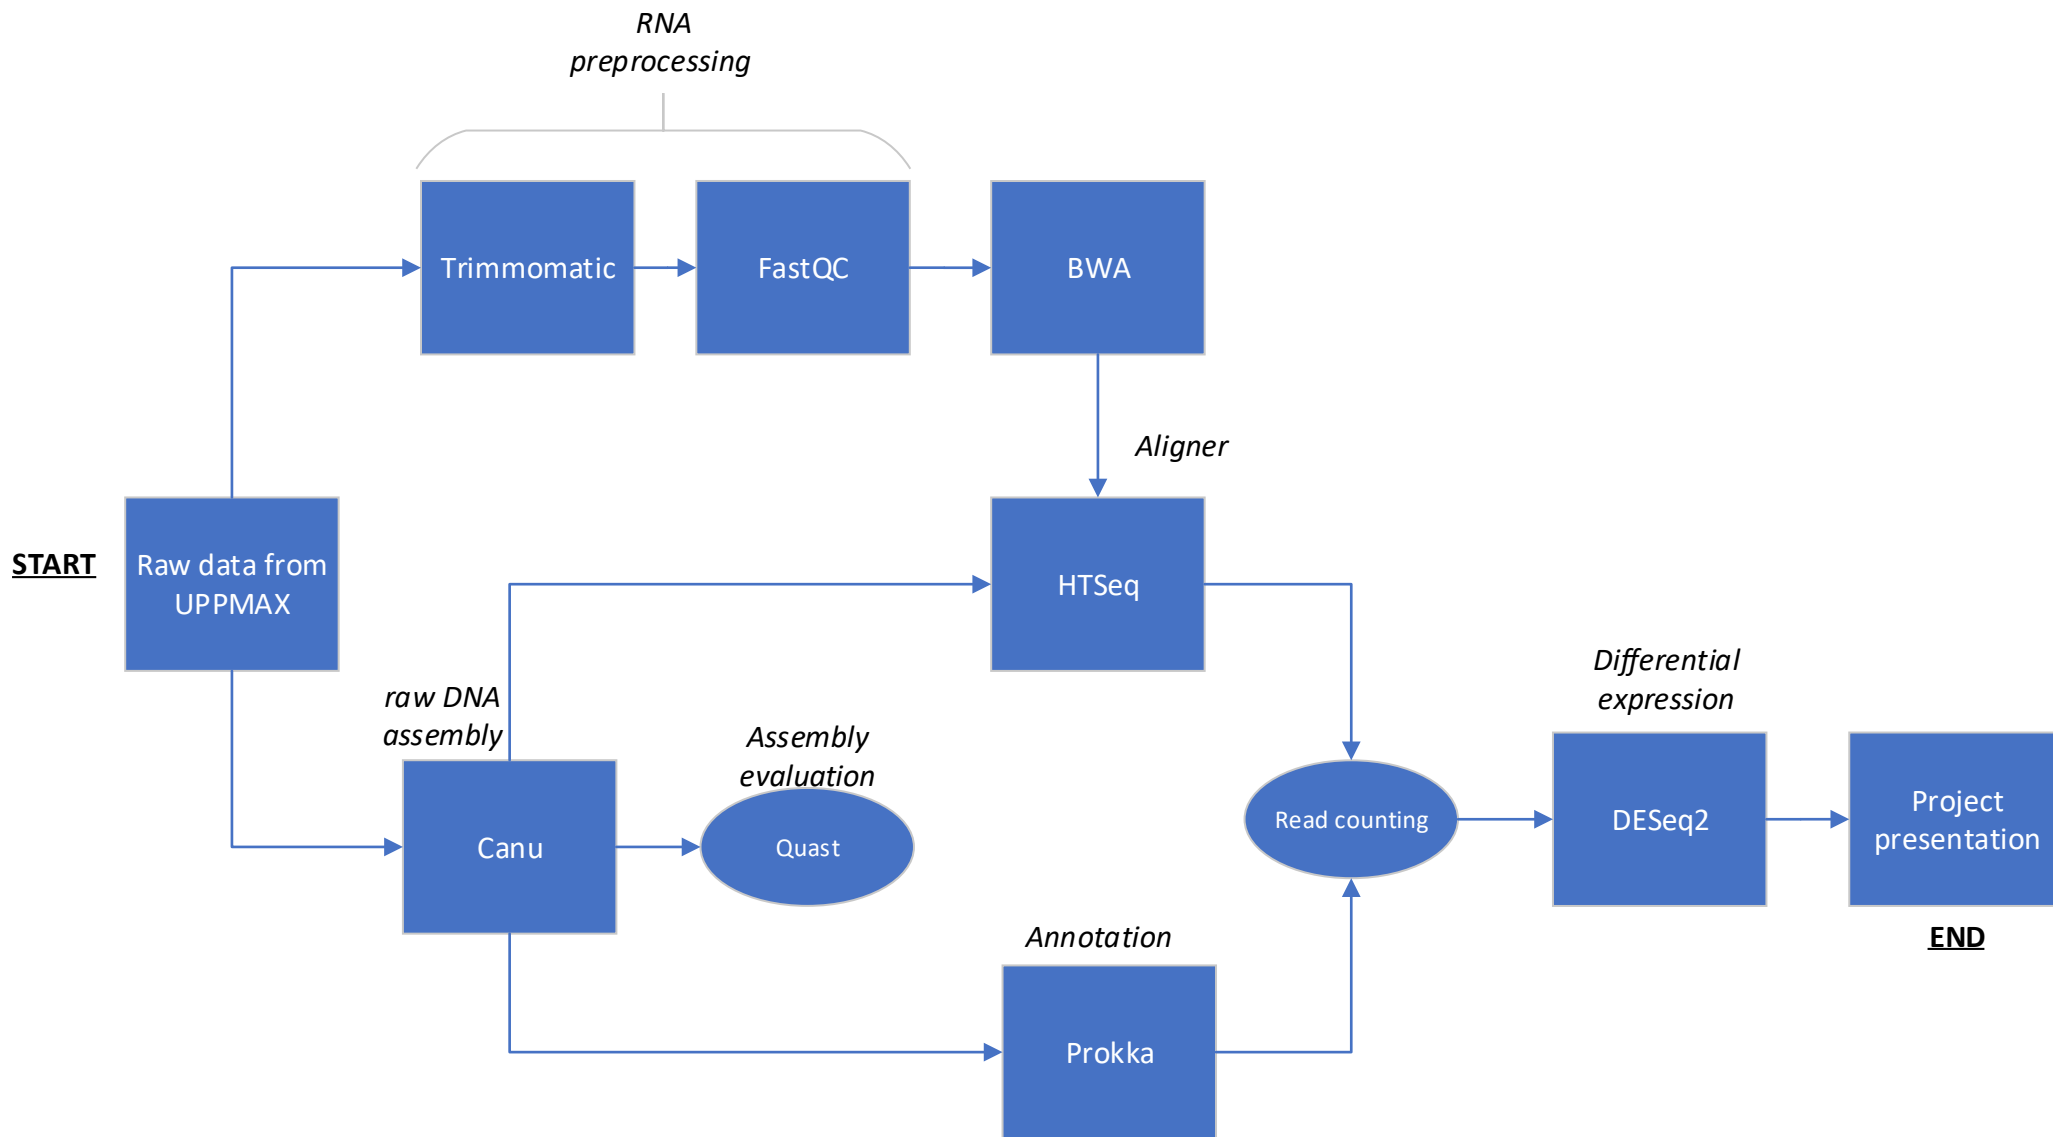 RNA
preprocessing
Trimmomatic
FastQC
BWA
Aligner
START
Raw data from
UPPMAX
HTSeq
raw DNA
assembly
Assembly
evaluation
Differential
expression
Canu
Quast
Read counting
DESeq2
Project
presentation
END
Annotation
Prokka